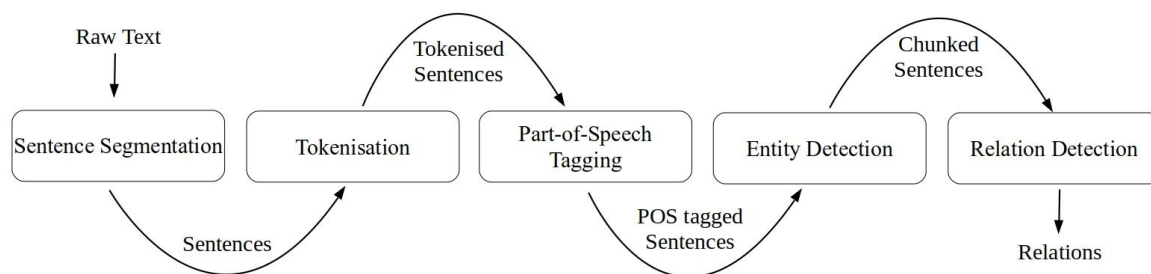 Raw Text
Sentence Segmentation
Sentences
Tokenisation
Tokenised
Sentences
Part-of-Speech
Tagging
POS tagged
Sentences
Entity Detection
Chunked
Sentences
Relation Detection
Relations